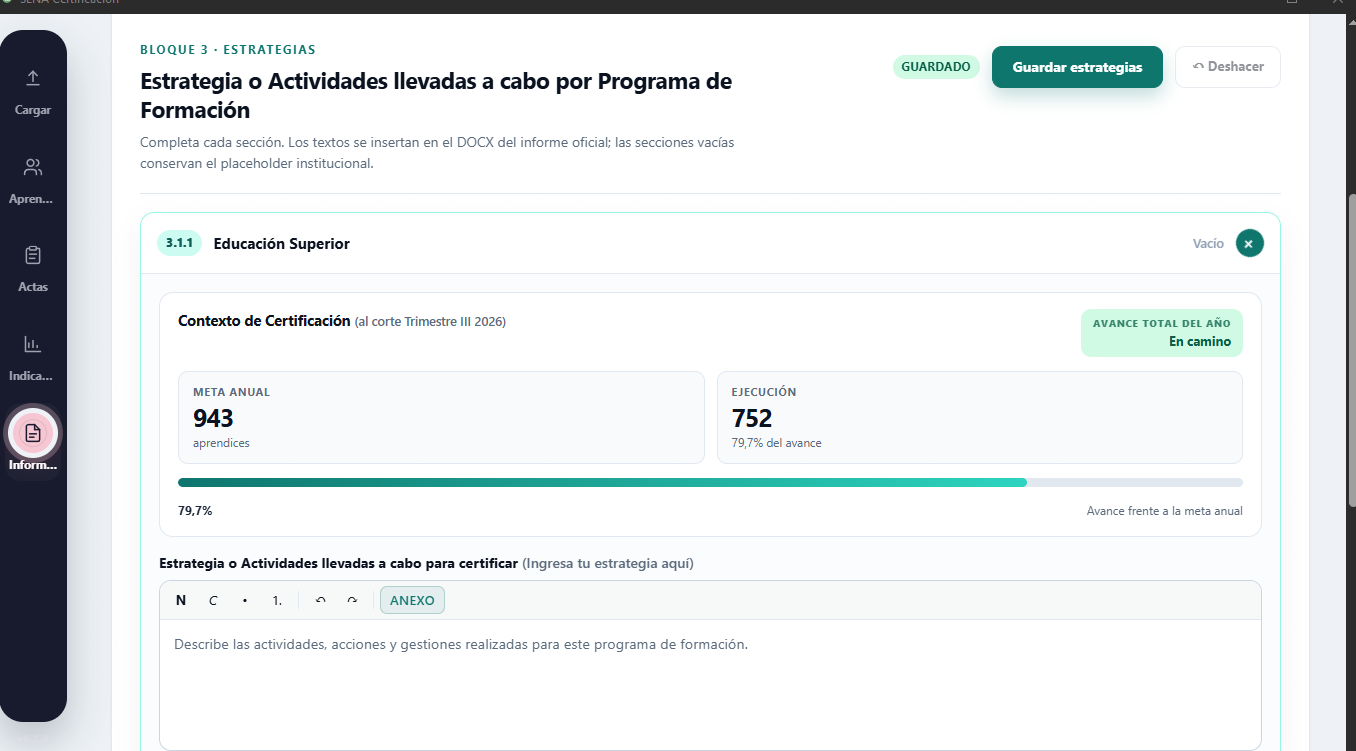 SENA Certificación
Cargar
Apren...
Actas
Indica...
Inform...
BLOQUE 3 · ESTRATEGIAS
Estrategia o Actividades llevadas a cabo por Programa de
Formación
Completa cada sección. Los textos se insertan en el DOCX del informe oficial; las secciones vacías
conservan el placeholder institucional.
GUARDADO
Guardar estrategias
Deshacer
3.1.1 Educación Superior
Vacío
Contexto de Certificación (al corte Trimestre III 2026)
AVANCE TOTAL DEL AÑO
En camino
META ANUAL
943
aprendices
EJECUCIÓN
752
79,7% del avance
79,7%
Avance frente a la meta anual
Estrategia o Actividades llevadas a cabo para certificar (Ingresa tu estrategia aquí)
N C • 1. ANEXO
Describe las actividades, acciones y gestiones realizadas para este programa de formación.